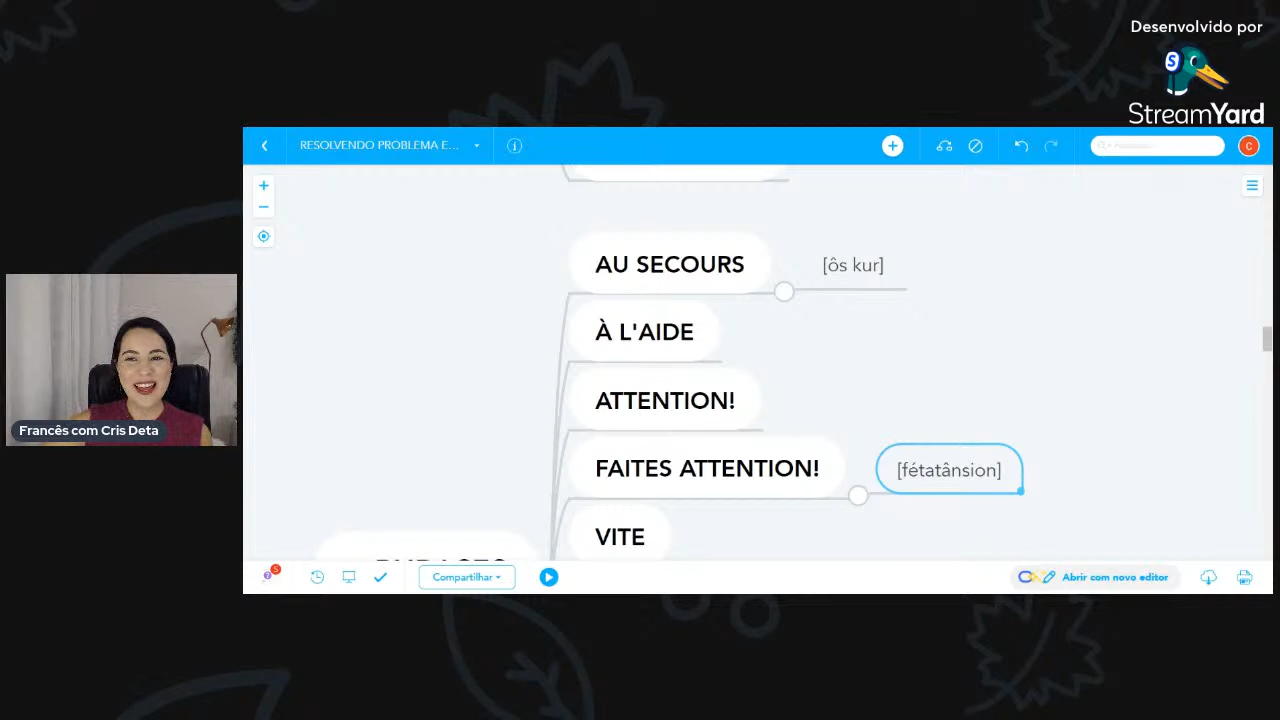 Desenvolvido por
StreamYard
RESOLVENDO PROBLEMA E...
C
AU SECOURS
[ôs kur]
À L'AIDE
ATTENTION!
FAITES ATTENTION!
[fétatânsion]
VITE
Francês com Cris Deta
5
Compartilhar
Abrir com novo editor